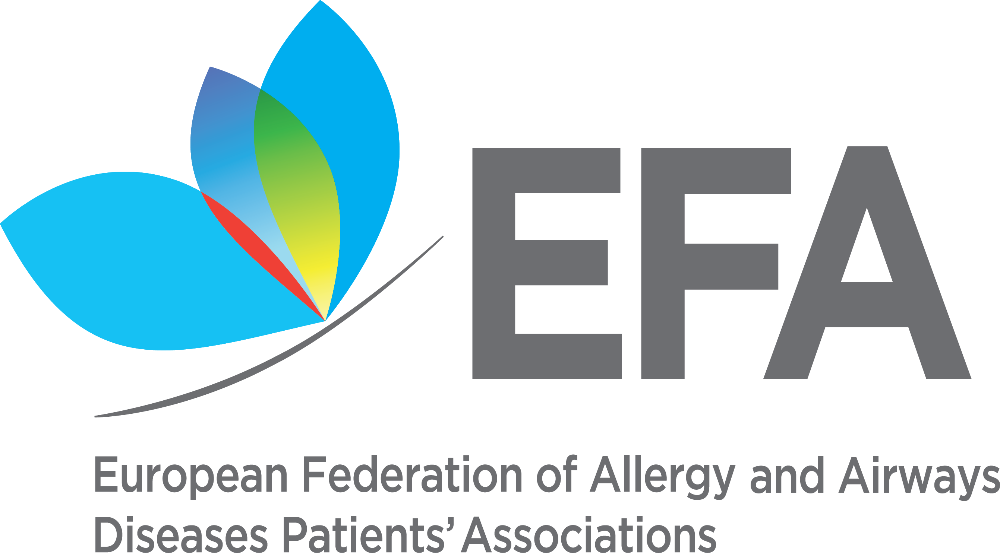 EFA
European Federation of Allergy and Airways
Diseases Patients’ Associations